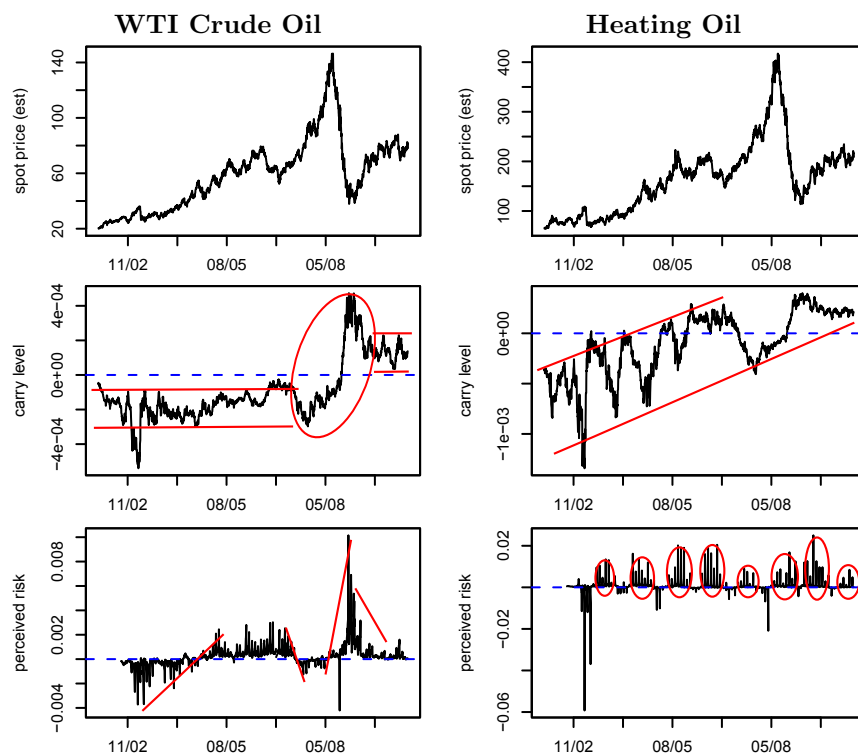 WTI Crude Oil
Heating Oil
spot price (est)
20 60 100 140
11/02 08/05 05/08
spot price (est)
100 200 300 400
11/02 08/05 05/08
carry level
−4e−04 0e+00 4e−04
11/02 08/05 05/08
carry level
−1e−03 0e+00
11/02 08/05 05/08
perceived risk
−0.004 0.002 0.008
11/02 08/05 05/08
perceived risk
−0.06 −0.02 0.02
11/02 08/05 05/08